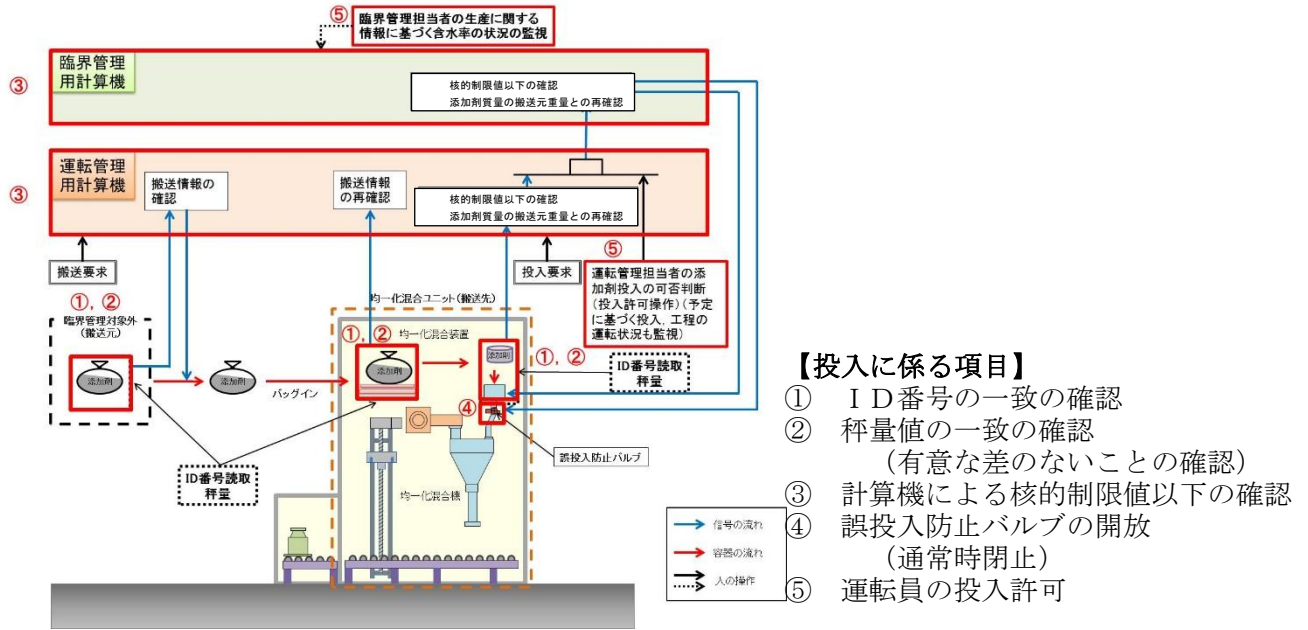 ⑤ 臨界管理担当者の生産に関する
情報に基づく含水率の状況の監視
③
臨界管理
用計算機
核的制限値以下の確認
添加剤質量の搬送元重量との再確認
③
運転管理
用計算機
搬送情報の
確認
搬送情報
の再確認
核的制限値以下の確認
添加剤質量の搬送元重量との再確認
搬送要求
投入要求
⑤
運転管理担当者の添
加剤投入の可否判断
(投入許可操作)(予定
に基づく投入、工程の
運転状況も監視)
①, ②
臨界管理対象外
(搬送元)
添加剤
添加剤
バッグイン
均一化混合ユニット(搬送先)
均一化混合装置
①, ②
添加剤
添加剤
①, ②
ID番号読取
秤量
④
誤投入防止バルブ
ID番号読取
秤量
均一化混合機
信号の流れ
容器の流れ
人の操作
【投入に係る項目】
① ID番号の一致の確認
② 秤量値の一致の確認
(有意な差のないことの確認)
③ 計算機による核的制限値以下の確認
④ 誤投入防止バルブの開放
(通常時閉止)
⑤ 運転員の投入許可